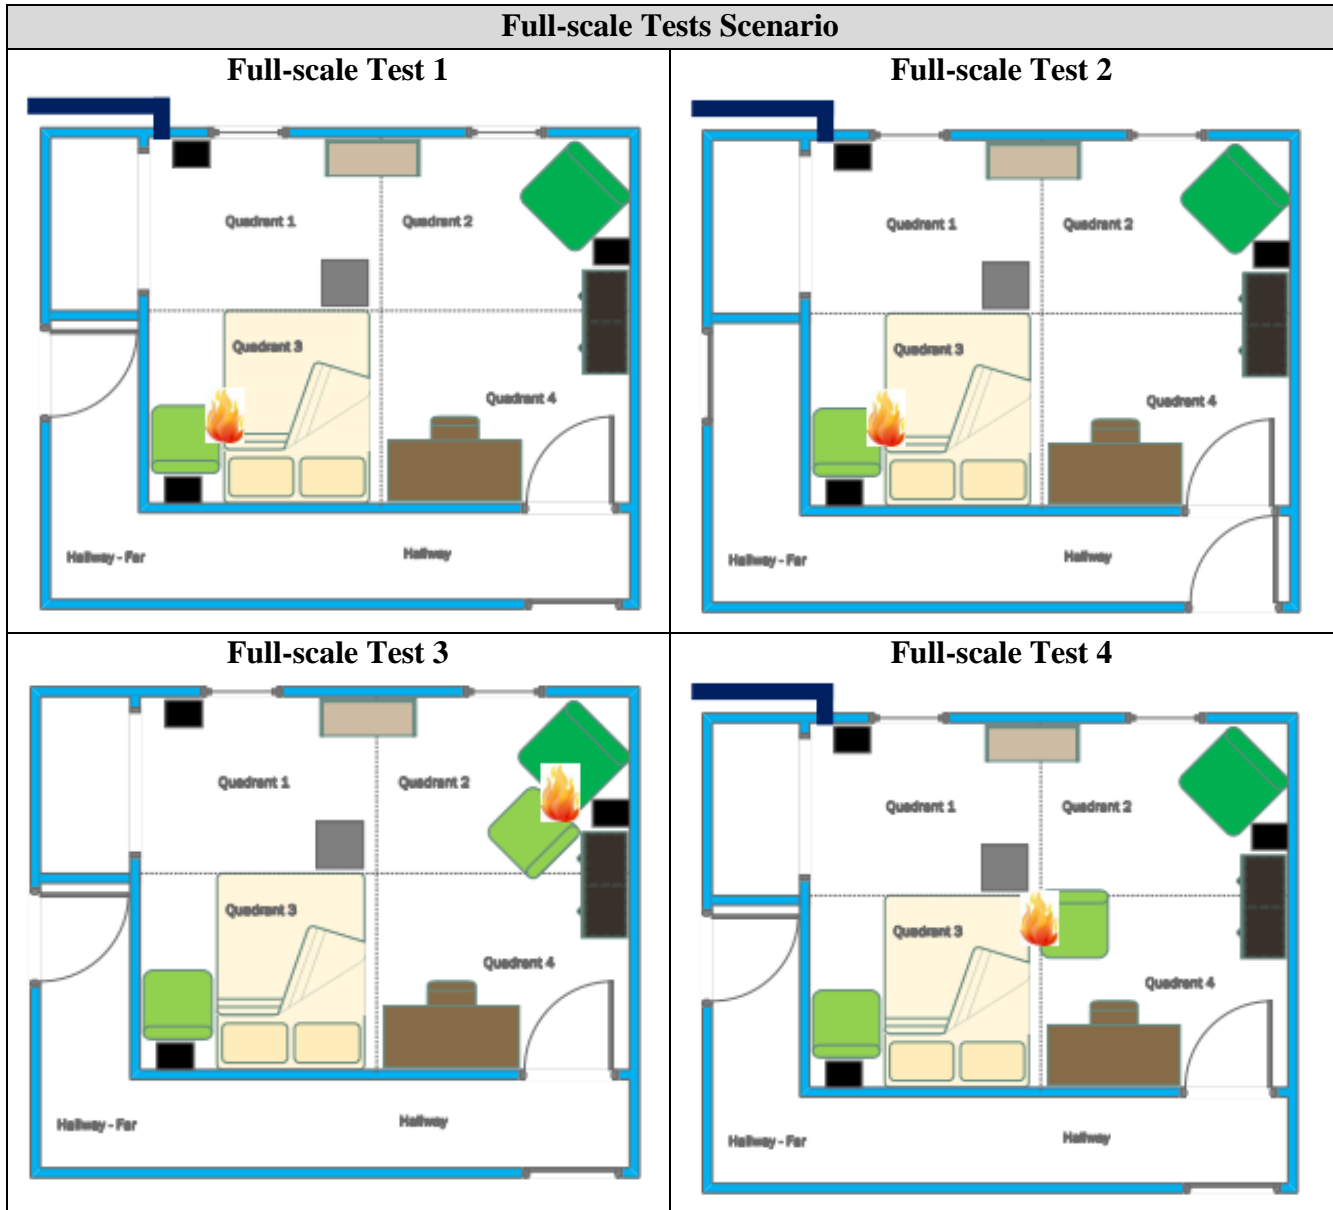 Full-scale Tests Scenario
Full-scale Test 1
Quadrant 1
Quadrant 2
Quadrant 3
Quadrant 4
Hallway - Far
Hallway
Full-scale Test 2
Quadrant 1
Quadrant 2
Quadrant 3
Quadrant 4
Hallway - Far
Hallway
Full-scale Test 3
Quadrant 1
Quadrant 2
Quadrant 3
Quadrant 4
Hallway - Far
Hallway
Full-scale Test 4
Quadrant 1
Quadrant 2
Quadrant 3
Quadrant 4
Hallway - Far
Hallway